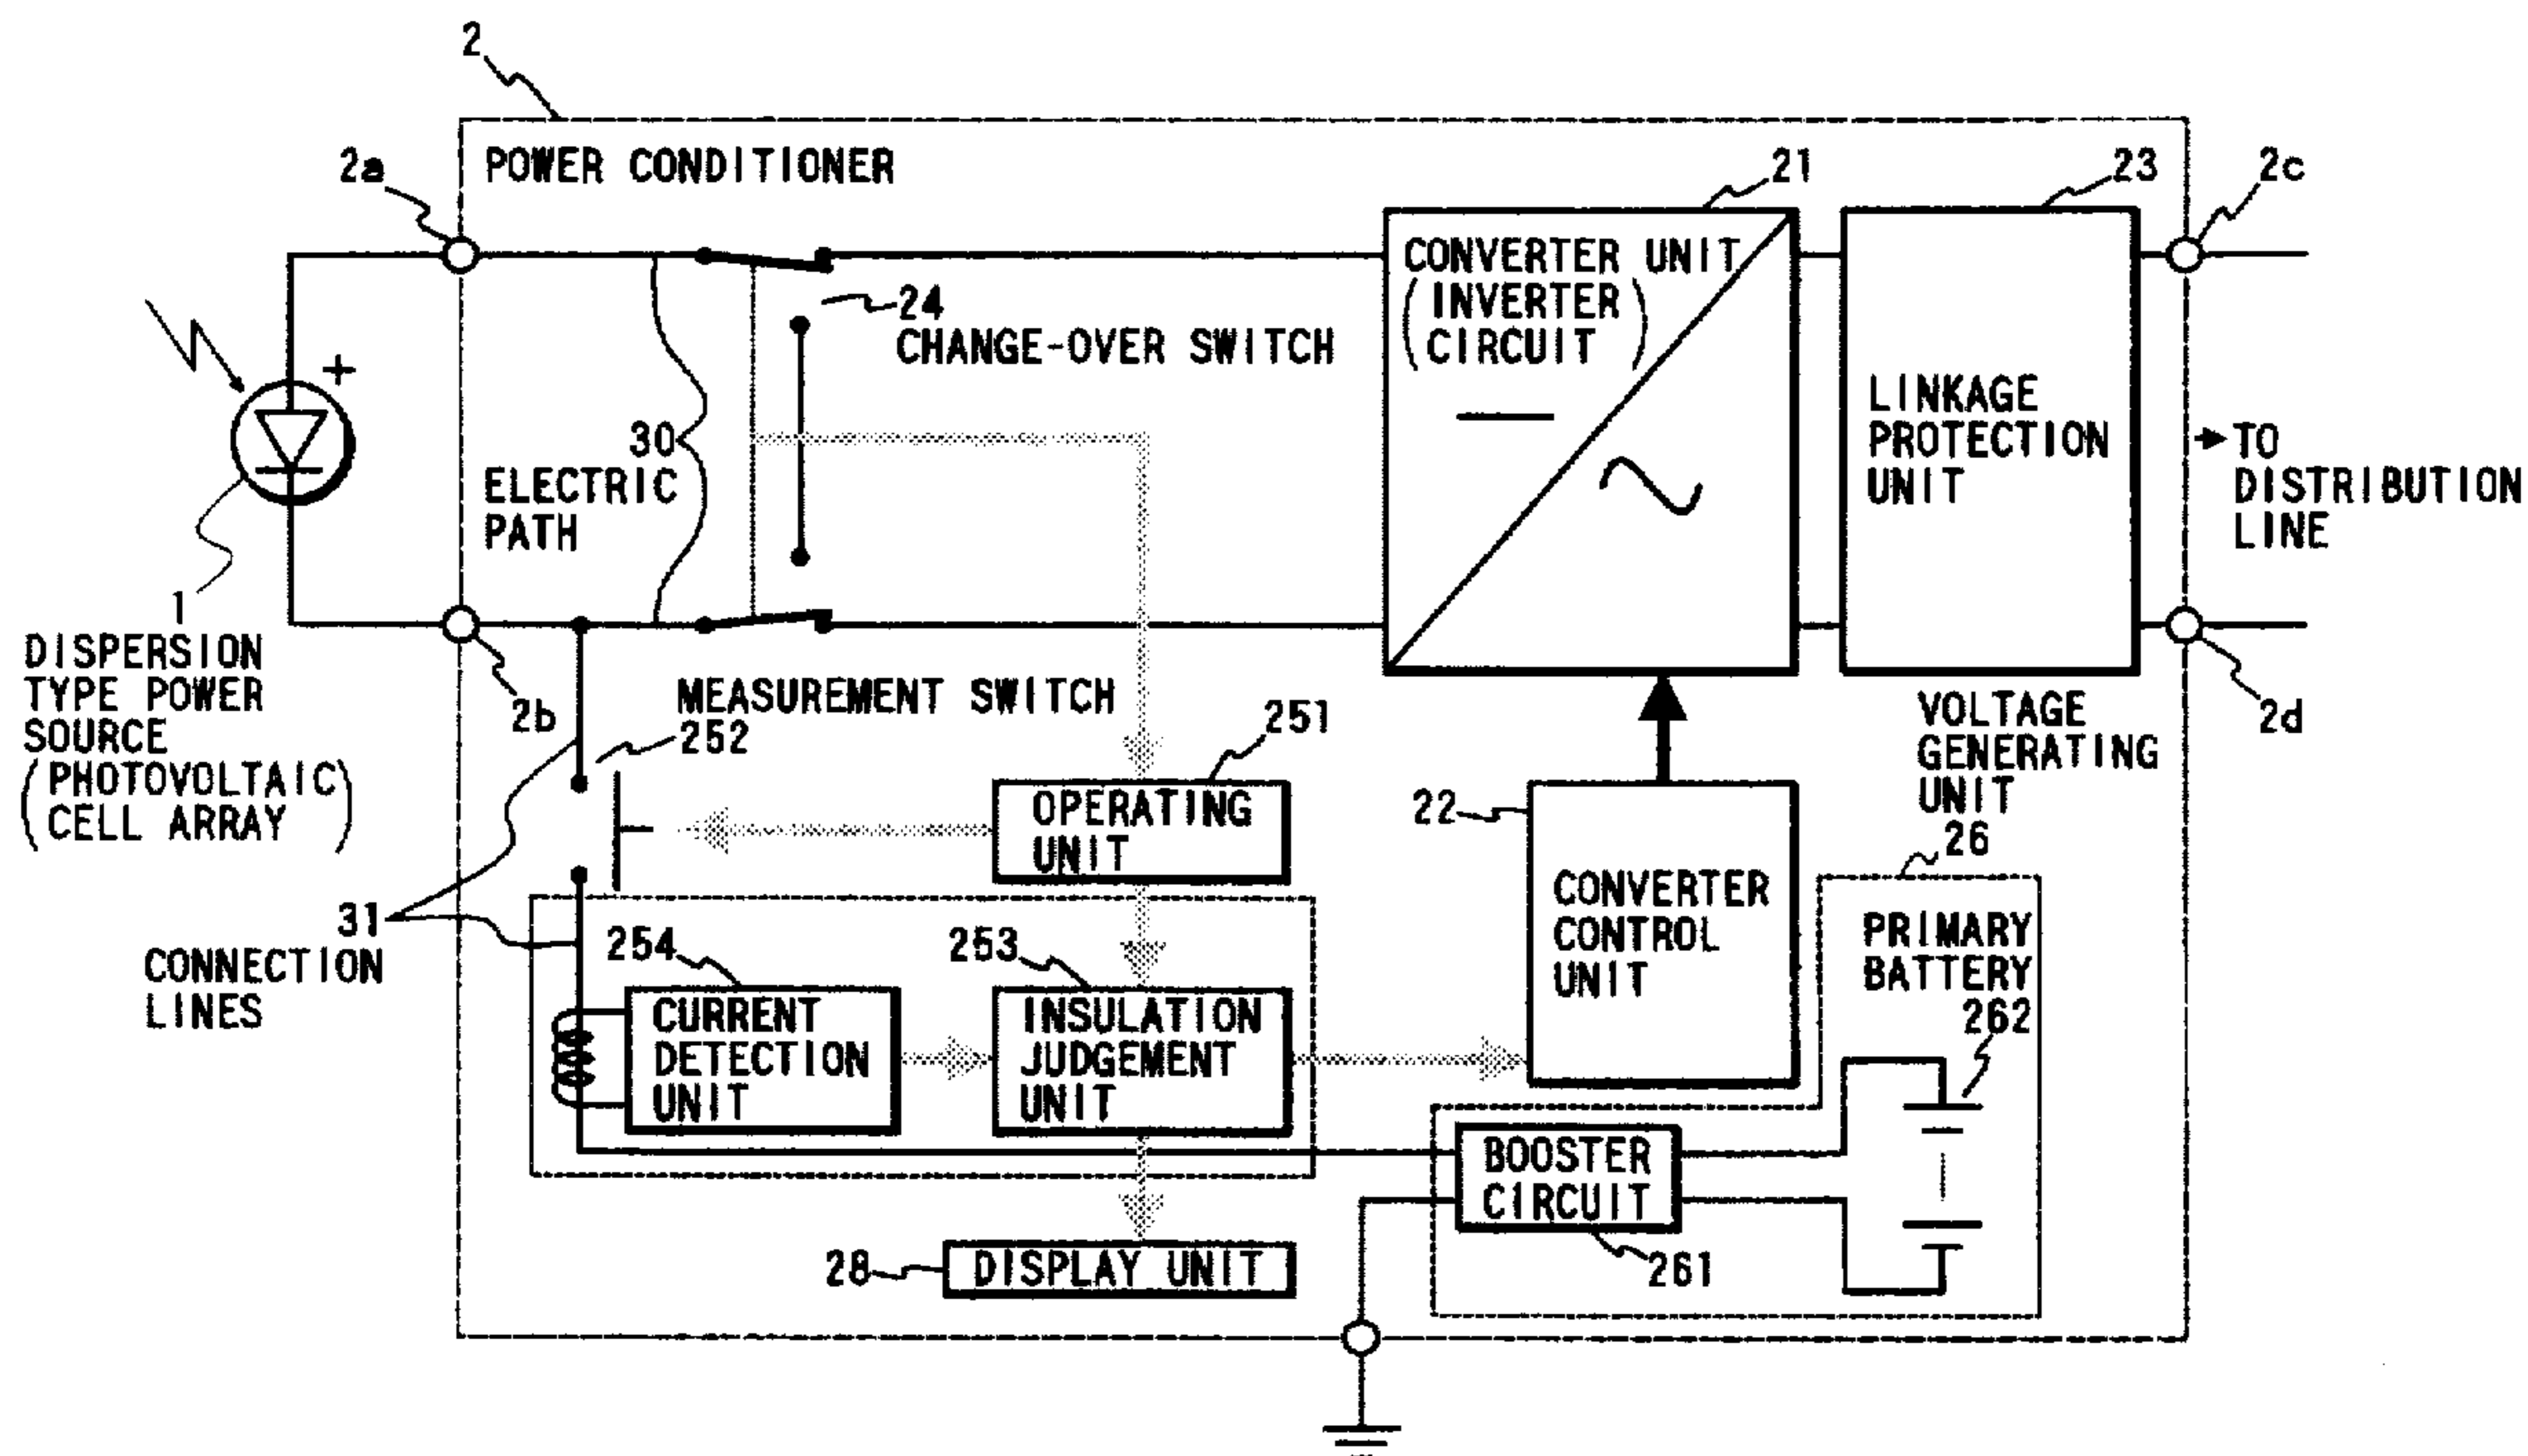 2
POWER CONDITIONER
2a
21
23
2c
CONVERTER UNIT
(INVERTER
CIRCUIT)
24
CHANGE-OVER SWITCH
+
30
ELECTRIC
PATH
LINKAGE
PROTECTION
UNIT
TO
DISTRIBUTION
LINE
1
DISPERSION
TYPE POWER
SOURCE
(PHOTOVOLTAIC
CELL ARRAY)
2b
MEASUREMENT SWITCH
252
251
2d
VOLTAGE
GENERATING
UNIT
26
OPERATING
UNIT
22
CONVERTER
CONTROL
UNIT
31
CONNECTION
LINES
254
253
CURRENT
DETECTION
UNIT
INSULATION
JUDGEMENT
UNIT
PRIMARY
BATTERY
262
BOOSTER
CIRCUIT
261
28
DISPLAY UNIT